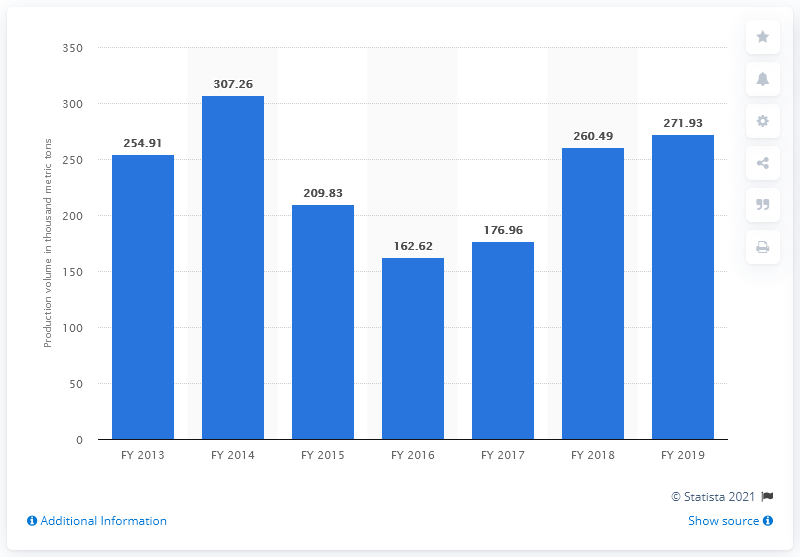 350
300
250
200
150
100
50
0
Production volume in thousand metric tons
254.91
307.26
209.83
162.62
176.96
260.49
271.93
FY 2013
FY 2014
FY 2015
FY 2016
FY 2017
FY 2018
FY 2019
© Statista 2021
Additional Information
Show source